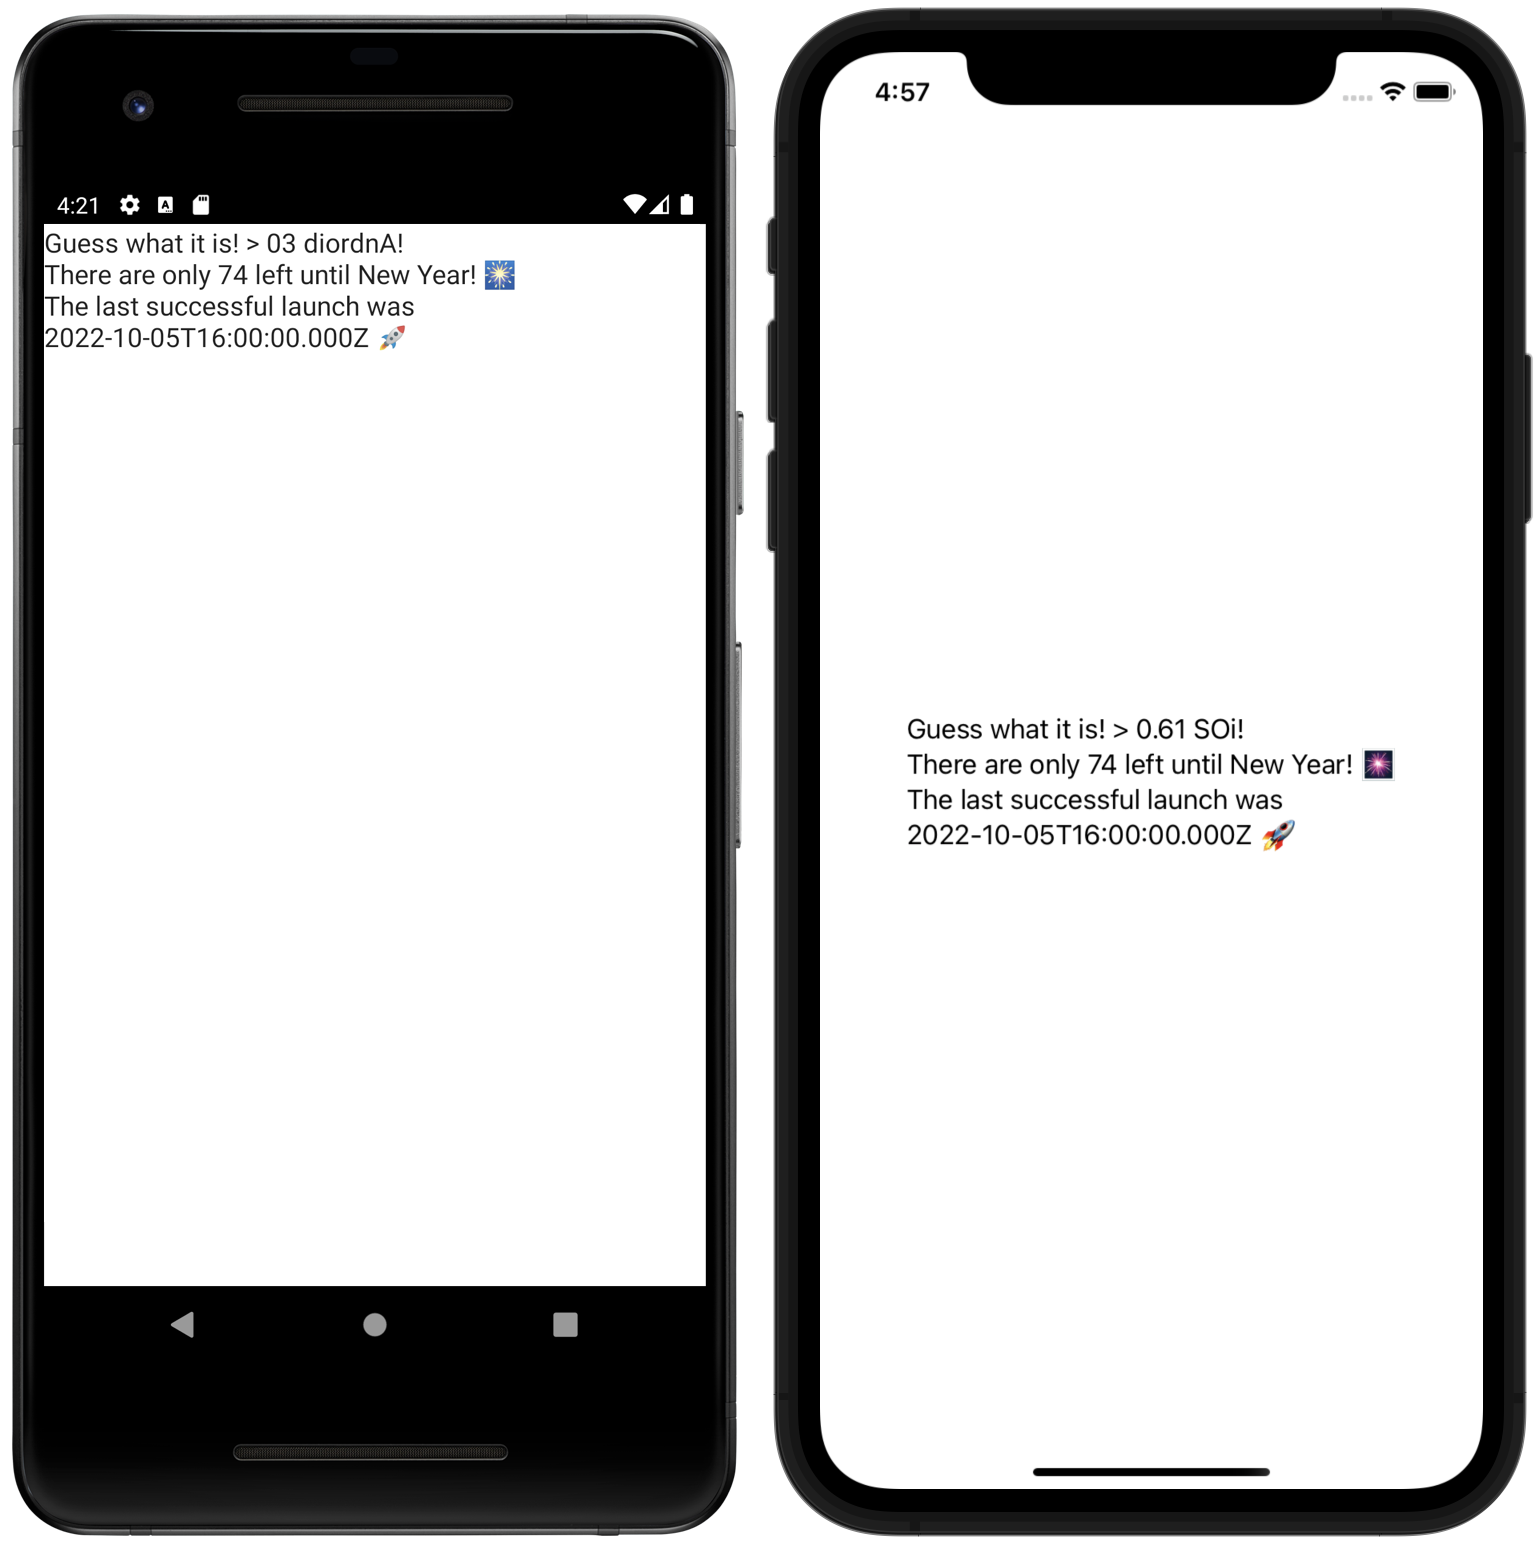 4:21
Guess what it is! > 03 diordnA!
There are only 74 left until New Year! 🎇
The last successful launch was
2022-10-05T16:00:00.000Z 🚀
4:57
Guess what it is! > 0.61 SOi!
There are only 74 left until New Year! 🎆
The last successful launch was
2022-10-05T16:00:00.000Z 🚀